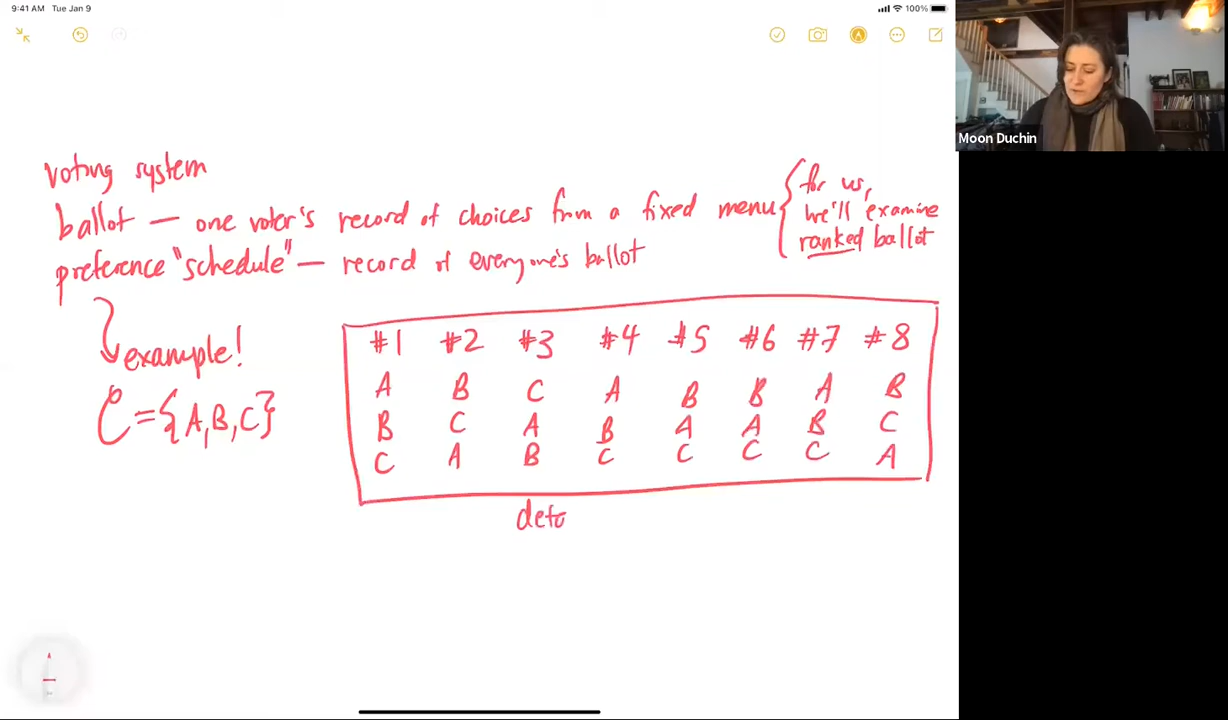 9:41 AM Tue Jan 9
100%
Moon Duchin
voting system
ballot — one voter's record of choices from a fixed menu { for us, we'll examine ranked ballot
preference "schedule" — record of everyone's ballot
example!
C = {A, B, C}
#1 #2 #3 #4 #5 #6 #7 #8
A B C A B B A B
B C A B A A B C
C A B C C C C A
deta